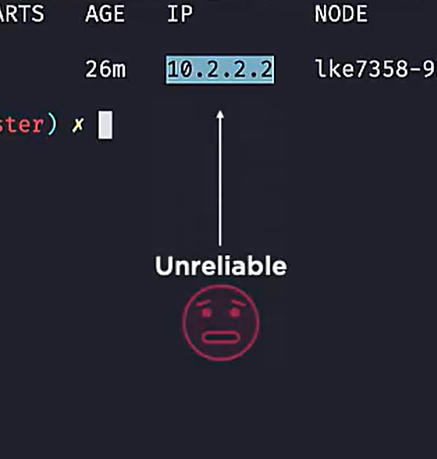 ARTS AGE IP NODE
26m 10.2.2.2 lke7358-9
ster) ✗
Unreliable